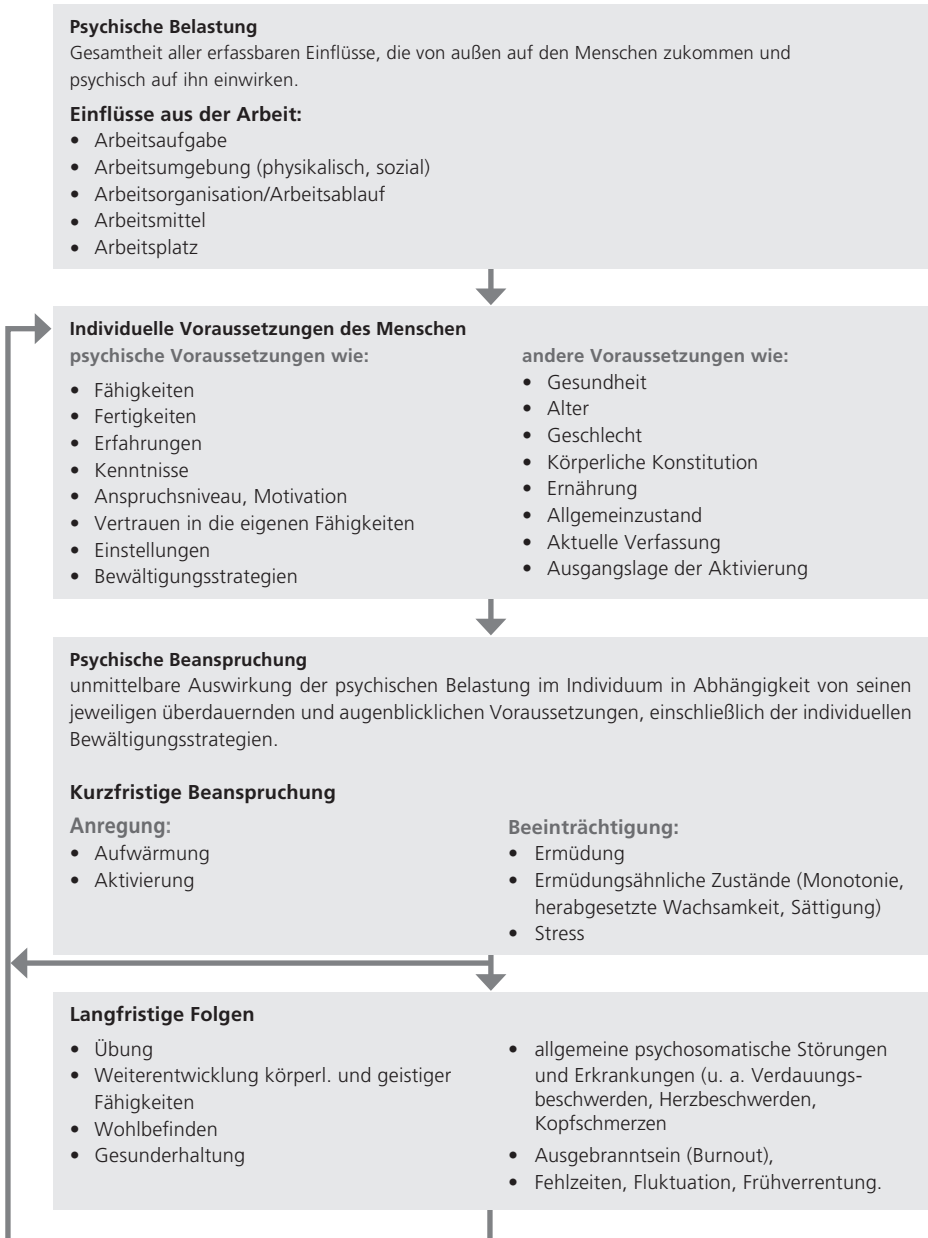 Psychische Belastung
Gesamtheit aller erfassbaren Einflüsse, die von außen auf den Menschen zukommen und
psychisch auf ihn einwirken.
Einflüsse aus der Arbeit:
• Arbeitsaufgabe
• Arbeitsumgebung (physikalisch, sozial)
• Arbeitsorganisation/Arbeitsablauf
• Arbeitsmittel
• Arbeitsplatz
Individuelle Voraussetzungen des Menschen
psychische Voraussetzungen wie:
• Fähigkeiten
• Fertigkeiten
• Erfahrungen
• Kenntnisse
• Anspruchsniveau, Motivation
• Vertrauen in die eigenen Fähigkeiten
• Einstellungen
• Bewältigungsstrategien
andere Voraussetzungen wie:
• Gesundheit
• Alter
• Geschlecht
• Körperliche Konstitution
• Ernährung
• Allgemeinzustand
• Aktuelle Verfassung
• Ausgangslage der Aktivierung
Psychische Beanspruchung
unmittelbare Auswirkung der psychischen Belastung im Individuum in Abhängigkeit von seinen
jeweiligen überdauernden und augenblicklichen Voraussetzungen, einschließlich der individuellen
Bewältigungsstrategien.
Kurzfristige Beanspruchung
Anregung:
• Aufwärmung
• Aktivierung
Beeinträchtigung:
• Ermüdung
• Ermüdungsähnliche Zustände (Monotonie,
herabgesetzte Wachsamkeit, Sättigung)
• Stress
Langfristige Folgen
• Übung
• Weiterentwicklung körperl. und geistiger
Fähigkeiten
• Wohlbefinden
• Gesunderhaltung
• allgemeine psychosomatische Störungen
und Erkrankungen (u. a. Verdauungs-
beschwerden, Herzbeschwerden,
Kopfschmerzen
• Ausgebranntsein (Burnout),
• Fehlzeiten, Fluktuation, Frühverrentung.